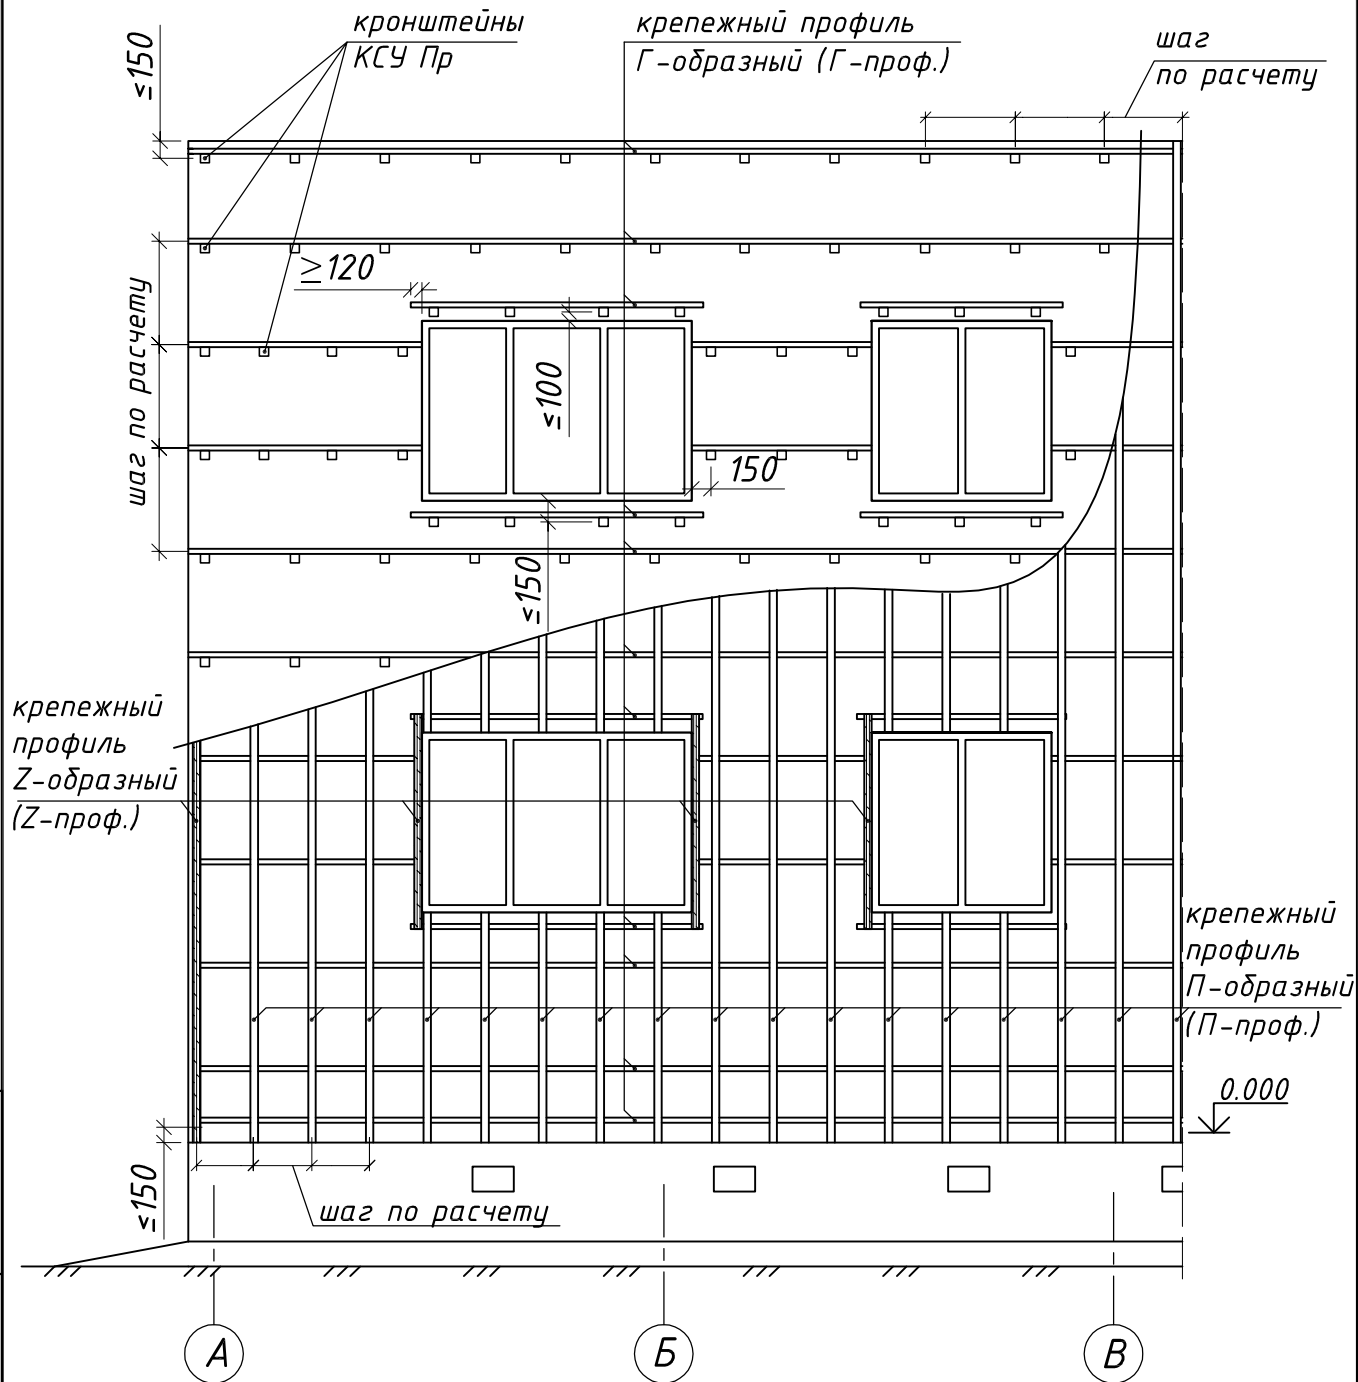 кронштейны
КСУ Пр
крепежный профиль
Г-образный (Г-проф.)
шаг
по расчету
≤150
≥120
шаг по расчету
≤100
150
≤150
крепежный
профиль
Z-образный
(Z-проф.)
крепежный
профиль
П-образный
(П-проф.)
0.000
≤150
шаг по расчету
А
Б
В